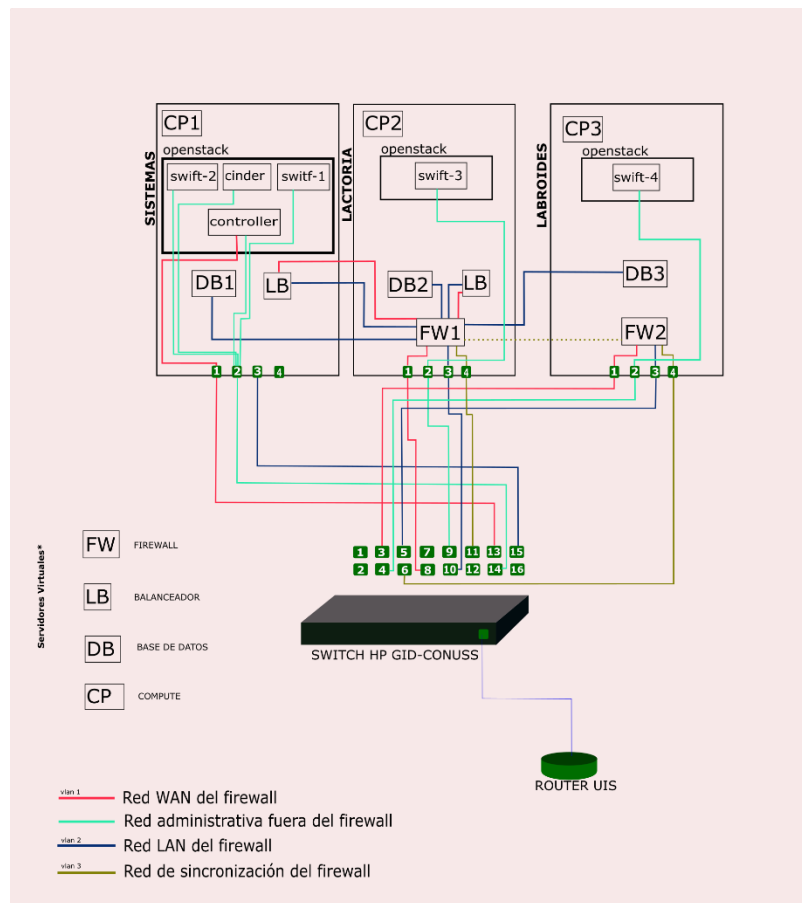 CP1
CP2
CP3
openstack
openstack
openstack
SISTEMAS
LACTORIA
LABROIDES
swift-2
cinder
switf-1
swift-3
swift-4
controller
DB1
LB
DB2
LB
DB3
FW1
FW2
1 2 3 4
1 2 3 4
1 2 3 4
1 3 5 7 9 11 13 15
2 4 6 8 10 12 14 16
SWITCH HP GID-CONUSS
ROUTER UIS
Servidores Virtuales*
FW FIREWALL
LB BALANCEADOR
DB BASE DE DATOS
CP COMPUTE
vlan 1 Red WAN del firewall
Red administrativa fuera del firewall
vlan 2 Red LAN del firewall
vlan 3 Red de sincronización del firewall